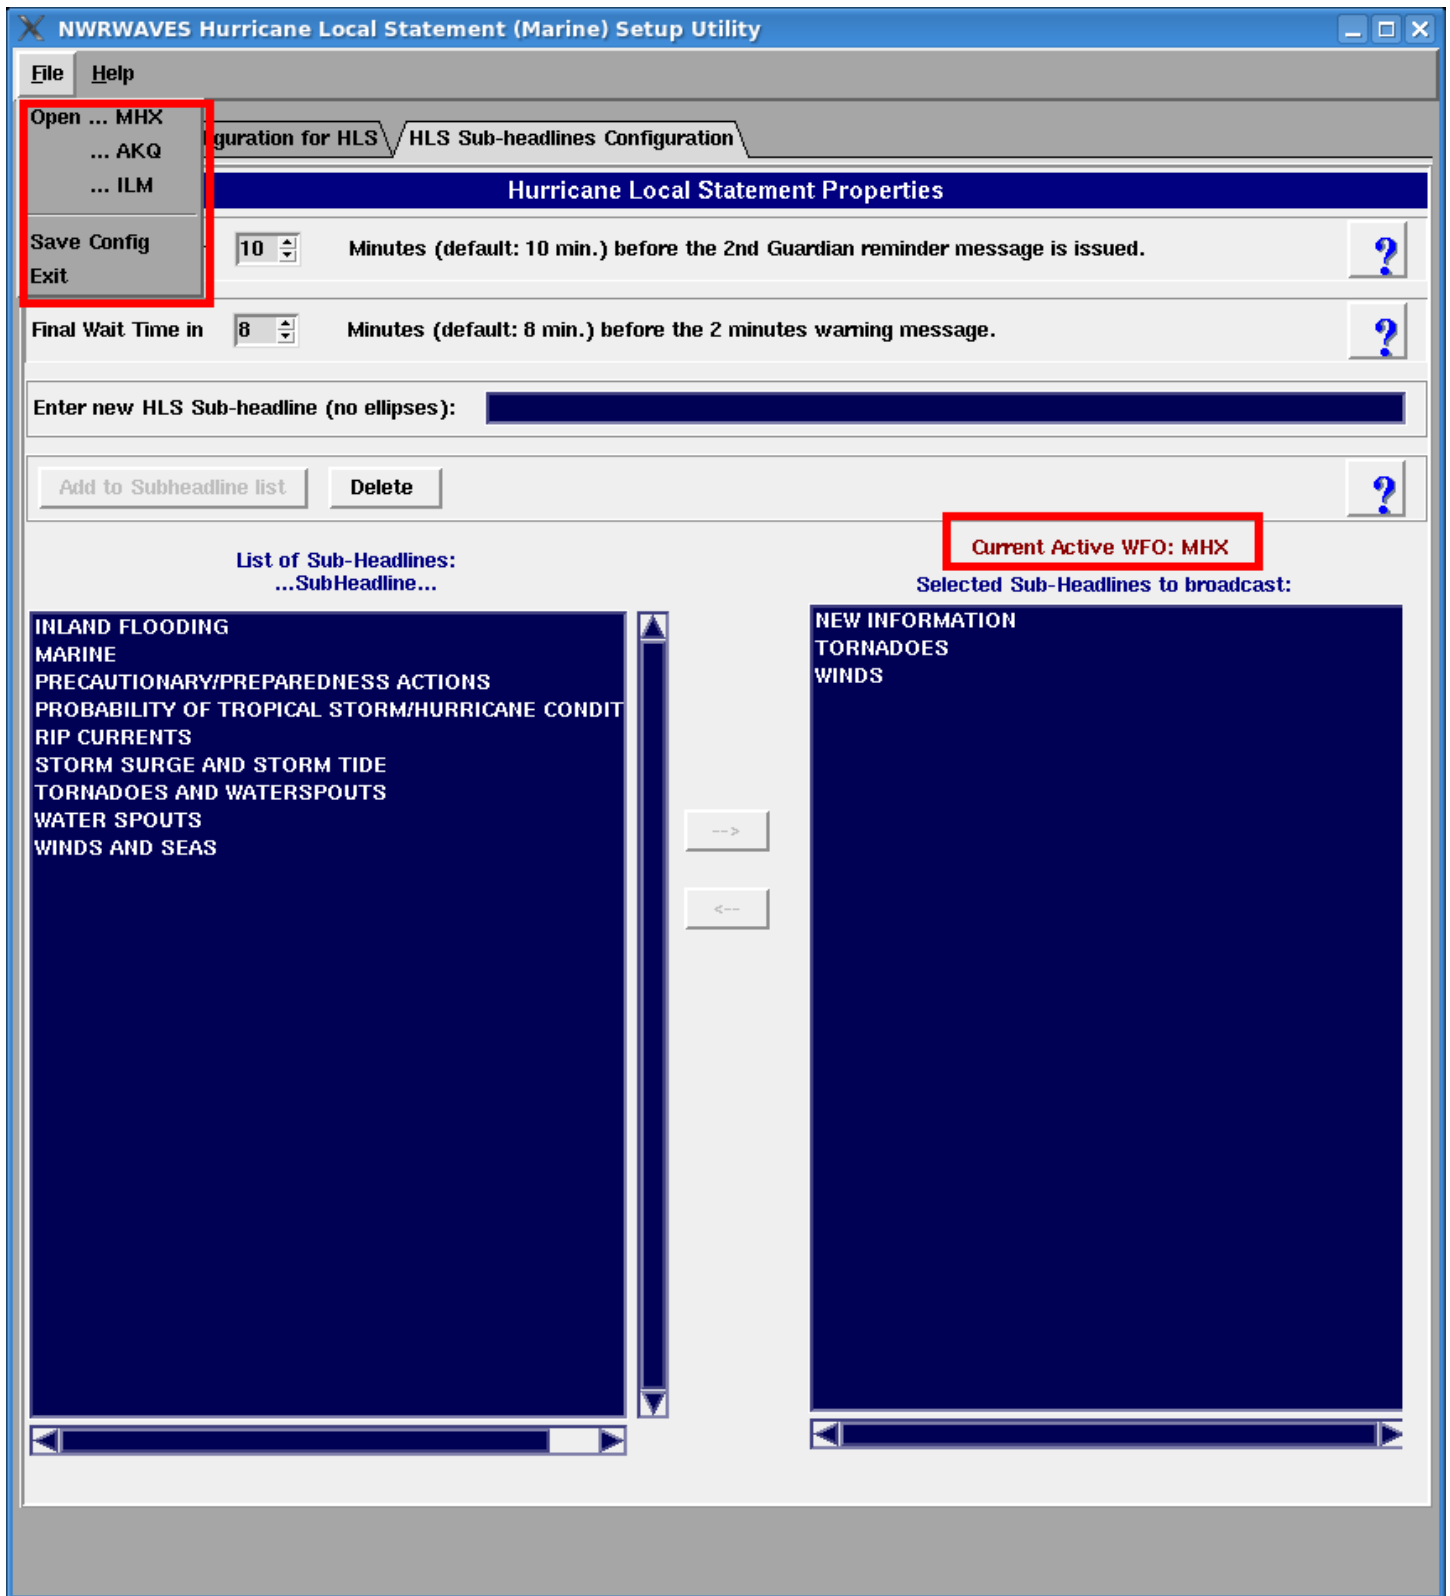 NWRWAVES Hurricane Local Statement (Marine) Setup Utility
File Help
Open ... MHX
... AKQ
... ILM
Save Config
Exit
guration for HLS HLS Sub-headlines Configuration
Hurricane Local Statement Properties
10 Minutes (default: 10 min.) before the 2nd Guardian reminder message is issued. ?
Final Wait Time in 8 Minutes (default: 8 min.) before the 2 minutes warning message. ?
Enter new HLS Sub-headline (no ellipses):
Add to Subheadline list Delete ?
List of Sub-Headlines:
...SubHeadline...
INLAND FLOODING
MARINE
PRECAUTIONARY/PREPAREDNESS ACTIONS
PROBABILITY OF TROPICAL STORM/HURRICANE CONDIT
RIP CURRENTS
STORM SURGE AND STORM TIDE
TORNADOES AND WATERSPOUTS
WATER SPOUTS
WINDS AND SEAS
-->
<--
Current Active WFO: MHX
Selected Sub-Headlines to broadcast:
NEW INFORMATION
TORNADOES
WINDS